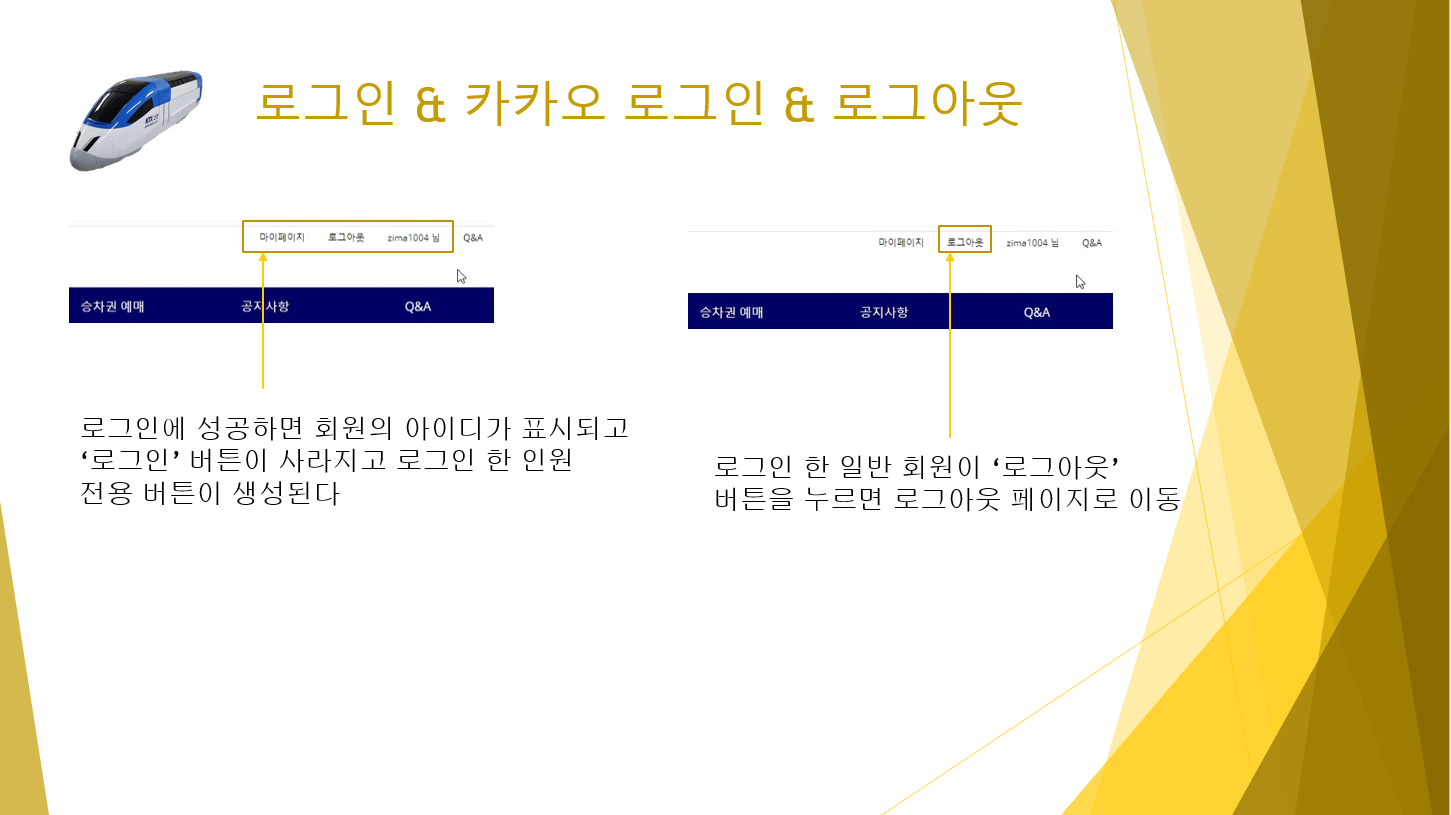 로그인 & 카카오 로그인 & 로그아웃
마이페이지 로그아웃 zima1004 님 Q&A
승차권 예매 공지사항 Q&A
로그인에 성공하면 회원의 아이디가 표시되고
‘로그인’ 버튼이 사라지고 로그인 한 인원
전용 버튼이 생성된다
마이페이지 로그아웃 zima1004 님 Q&A
승차권 예매 공지사항 Q&A
로그인 한 일반 회원이 ‘로그아웃’
버튼을 누르면 로그아웃 페이지로 이동